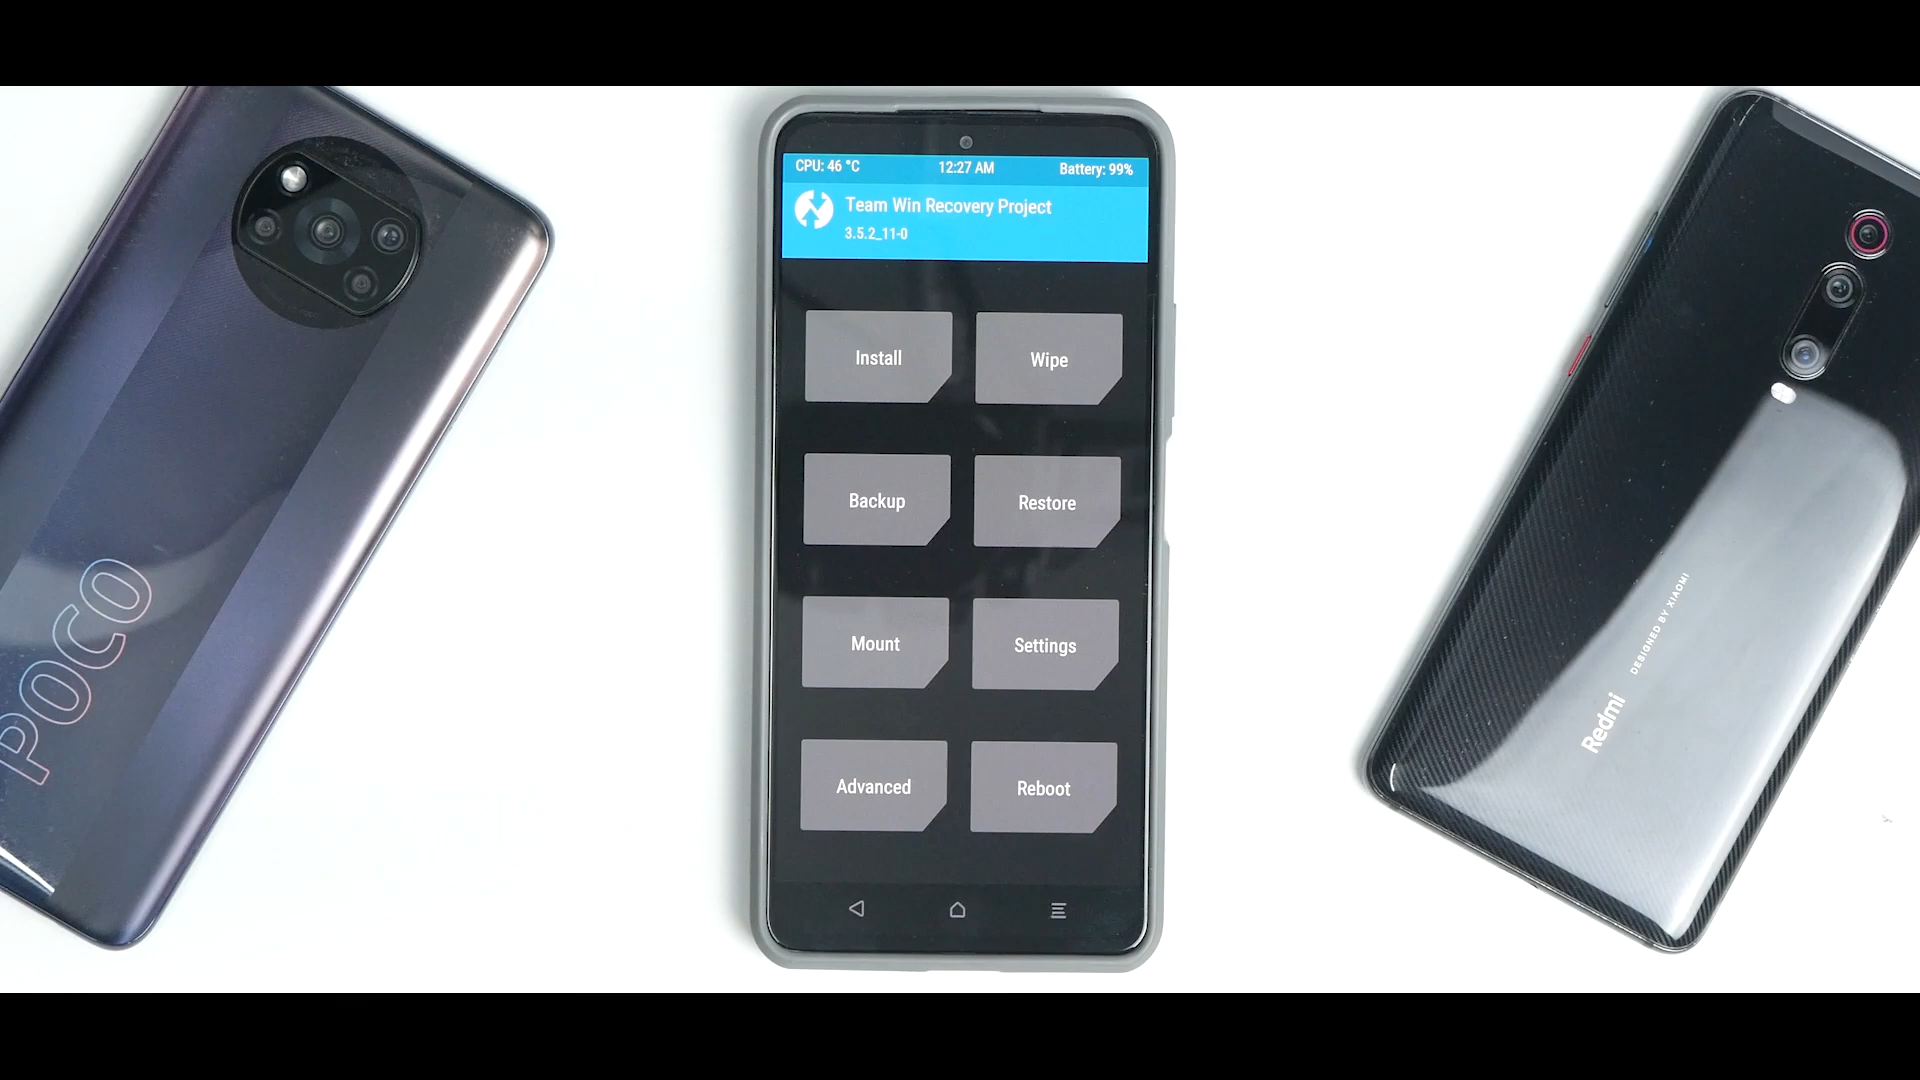 CPU: 46 °C 12:27 AM Battery: 99%
Team Win Recovery Project
3.5.2_11-0
Install Wipe
Backup Restore
Mount Settings
Advanced Reboot
POCO
Redmi
DESIGNED BY XIAOMI